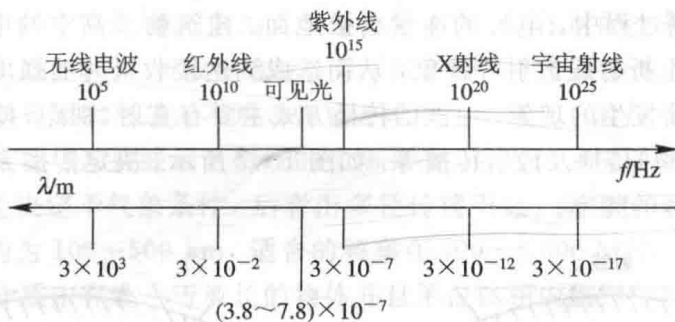 紫外线
10¹⁵
无线电波 红外线 X射线 宇宙射线
10⁵ 10¹⁰ 可见光 10²⁰ 10²⁵
f/Hz
λ/m
3×10³ 3×10⁻² 3×10⁻⁷ 3×10⁻¹² 3×10⁻¹⁷
(3.8～7.8)×10⁻⁷